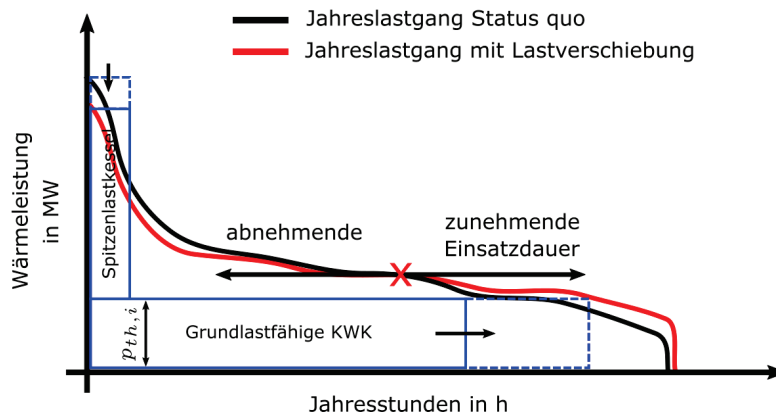 Jahreslastgang Status quo
Jahreslastgang mit Lastverschiebung
Wärmeleistung
in MW
Spitzenlastkessel
abnehmende
zunehmende
Einsatzdauer
X
p_{th,i}
Grundlastfähige KWK
Jahresstunden in h